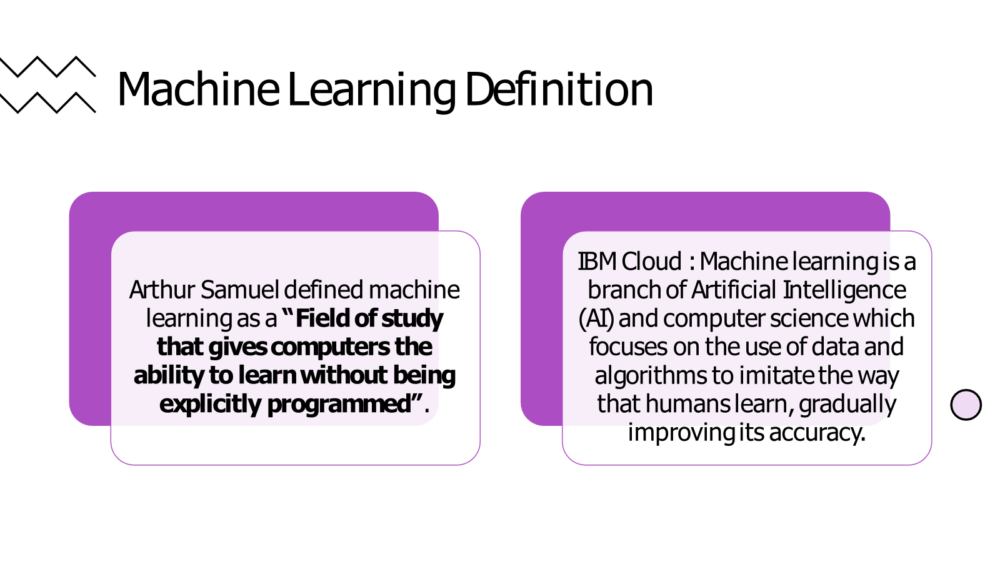 Machine Learning Definition
Arthur Samuel defined machine
learning as a “Field of study
that gives computers the
ability to learn without being
explicitly programmed”.
IBM Cloud : Machine learning is a
branch of Artificial Intelligence
(AI) and computer science which
focuses on the use of data and
algorithms to imitate the way
that humans learn, gradually
improving its accuracy.